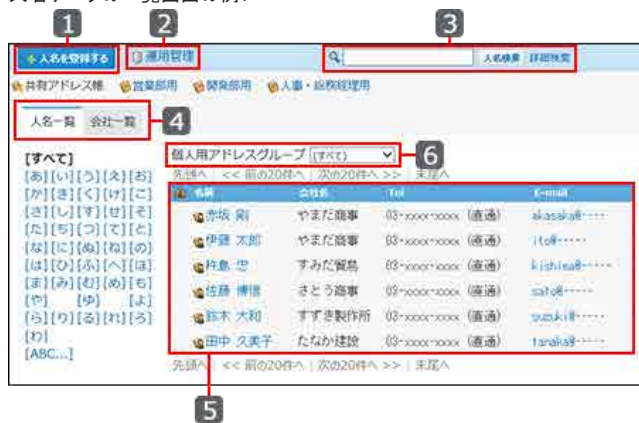 1 2 3
人名を登録する 運用管理 人名検索 詳細検索
共有アドレス帳 営業部用 開発部用 人事・総務経理用
人名一覧 会社一覧 4
個人用アドレスグループ [すべて] 6
先頭へ | << 前の20件へ | 次の20件へ >> | 末尾へ
[すべて]
[あ][い][う][え][お]
[か][き][く][け][こ]
[さ][し][す][せ][そ]
[た][ち][つ][て][と]
[な][に][ぬ][ね][の]
[は][ひ][ふ][へ][ほ]
[ま][み][む][め][も]
[や] [ゆ] [よ]
[ら][り][る][れ][ろ]
[わ]
[ABC...]
名前 会社名 Tel E-mail
赤坂 剛 やまだ商事 03-xxxx-xxxx (直通) akasaka@----
伊藤 太郎 やまだ商事 03-xxxx-xxxx (直通) ito@-----
杵島 忠 すみだ貿易 03-xxxx-xxxx (直通) kishima@-----
佐藤 博信 さとう商事 03-xxxx-xxxx (直通) sato@-----
鈴木 大和 すずき製作所 03-xxxx-xxxx (直通) suzuki@-----
田中 久美子 たなか建設 03-xxxx-xxxx (直通) tanaka@-----
先頭へ | << 前の20件へ | 次の20件へ >> | 末尾へ
5